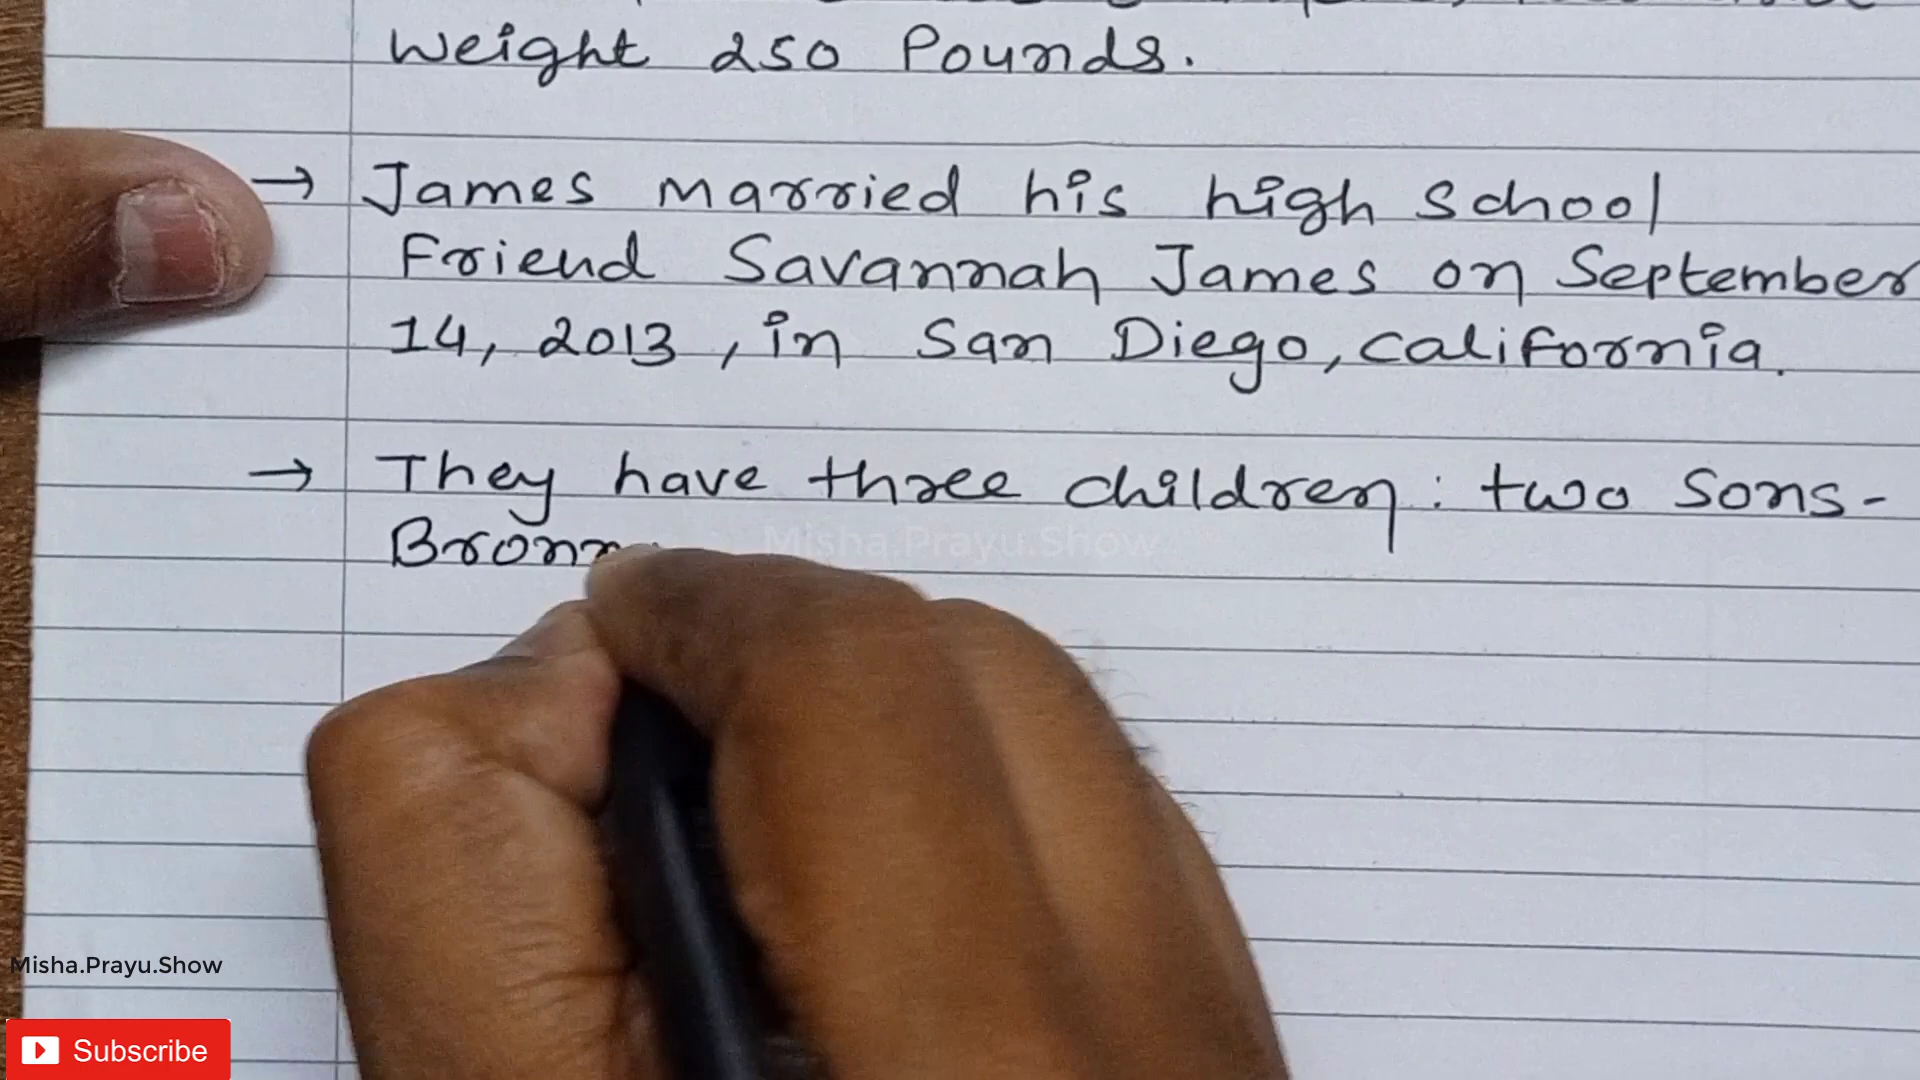 Weight 250 Pounds.
→ James married his high school
Friend Savannah James on September
14, 2013, in San Diego, California.
→ They have three children: two sons-
Bronn
Misha.Prayu.Show
Misha.Prayu.Show
Subscribe